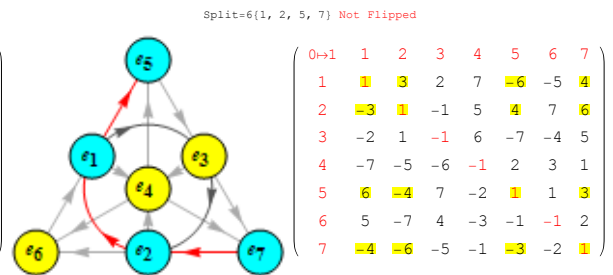 Split=6{1, 2, 5, 7} Not Flipped
e5
e1
e3
e4
e6
e2
e7
0↦1 1 2 3 4 5 6 7
1 1 3 2 7 -6 -5 4
2 -3 1 -1 5 4 7 6
3 -2 1 -1 6 -7 -4 5
4 -7 -5 -6 -1 2 3 1
5 6 -4 7 -2 1 1 3
6 5 -7 4 -3 -1 -1 2
7 -4 -6 -5 -1 -3 -2 1